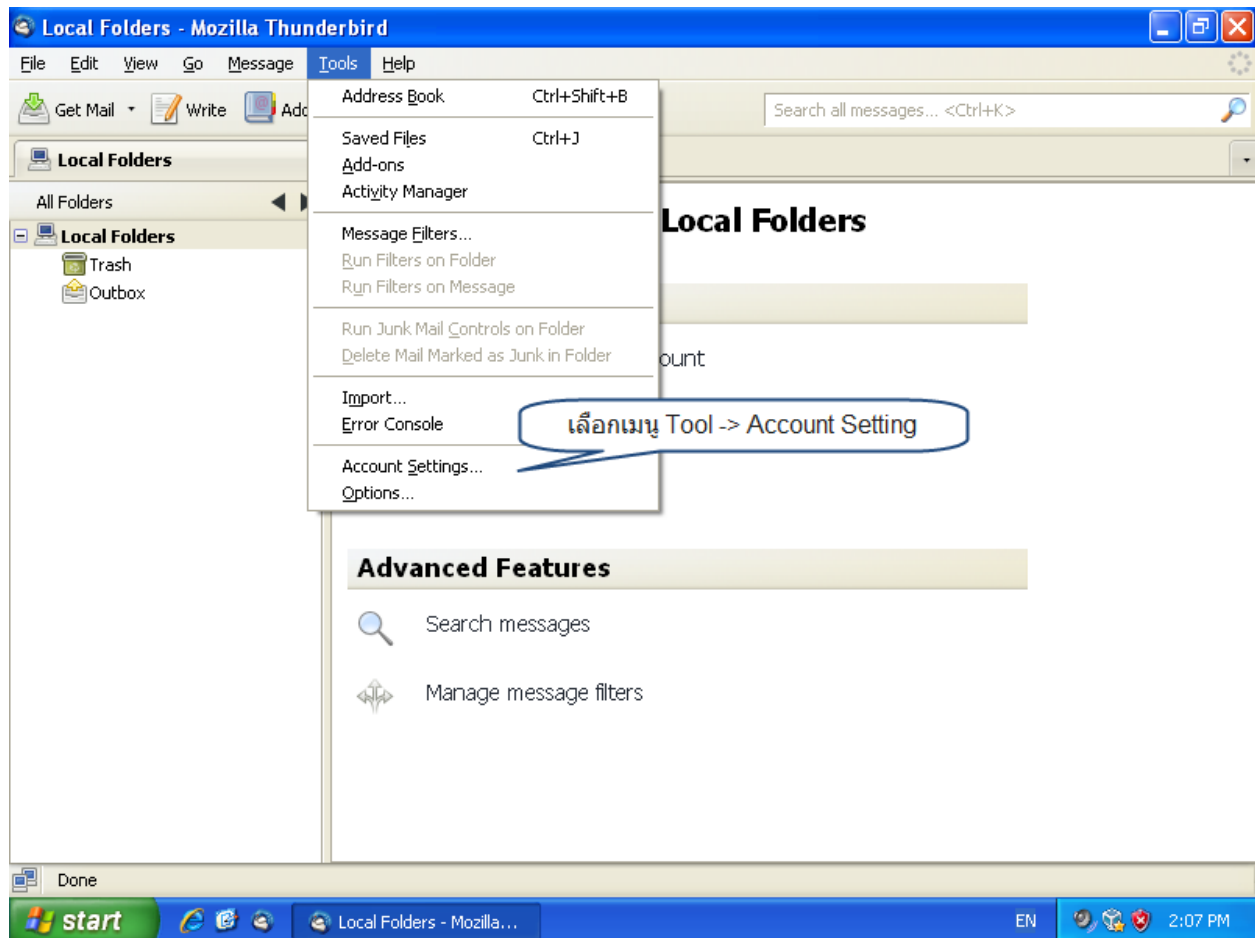 Local Folders - Mozilla Thunderbird
File Edit View Go Message Tools Help
Get Mail Write Add
Search all messages... <Ctrl+K>
Local Folders
All Folders
Local Folders
Trash
Outbox
Address Book Ctrl+Shift+B
Saved Files Ctrl+J
Add-ons
Activity Manager
Message Filters...
Run Filters on Folder
Run Filters on Message
Run Junk Mail Controls on Folder
Delete Mail Marked as Junk in Folder
Import...
Error Console
Account Settings...
Options...
เลือกเมนู Tool -> Account Setting
Local Folders
ount
Advanced Features
Search messages
Manage message filters
Done
start Local Folders - Mozilla... EN 2:07 PM